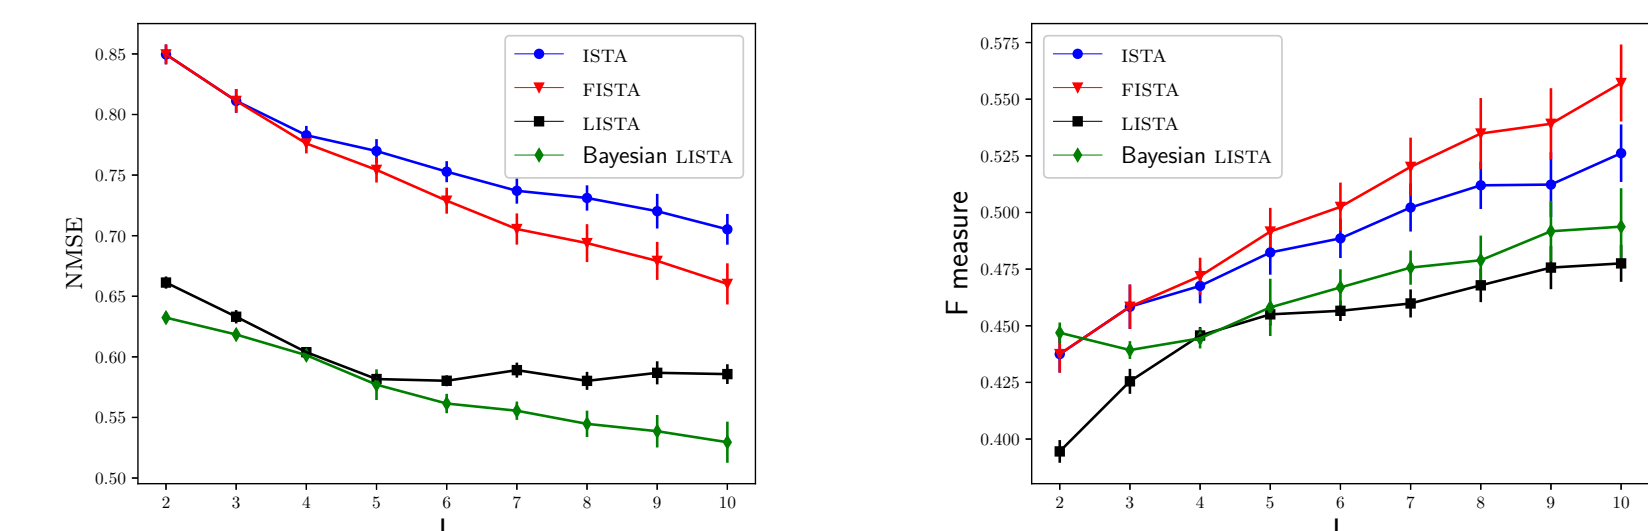 0.85
0.80
0.75
0.70
0.65
0.60
0.55
0.50
NMSE
ISTA
FISTA
LISTA
Bayesian LISTA
2 3 4 5 6 7 8 9 10
0.575
0.550
0.525
0.500
0.475
0.450
0.425
0.400
F measure
ISTA
FISTA
LISTA
Bayesian LISTA
2 3 4 5 6 7 8 9 10